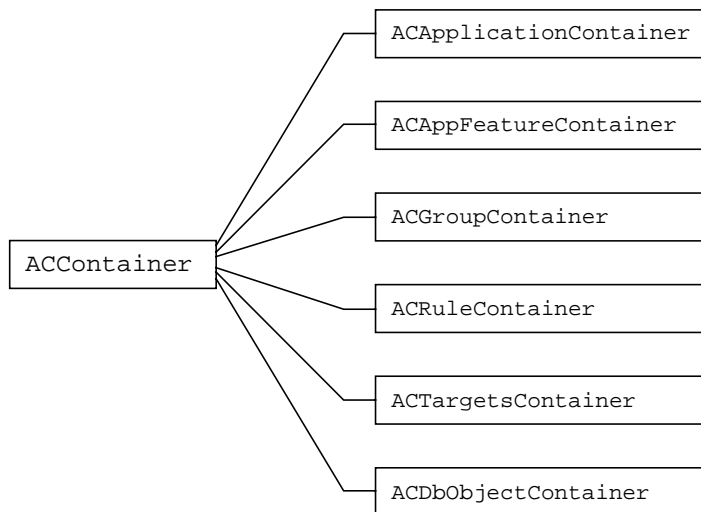 ACApplicationContainer
ACAppFeatureContainer
ACGroupContainer
ACContainer
ACRuleContainer
ACTargetsContainer
ACDbObjectContainer